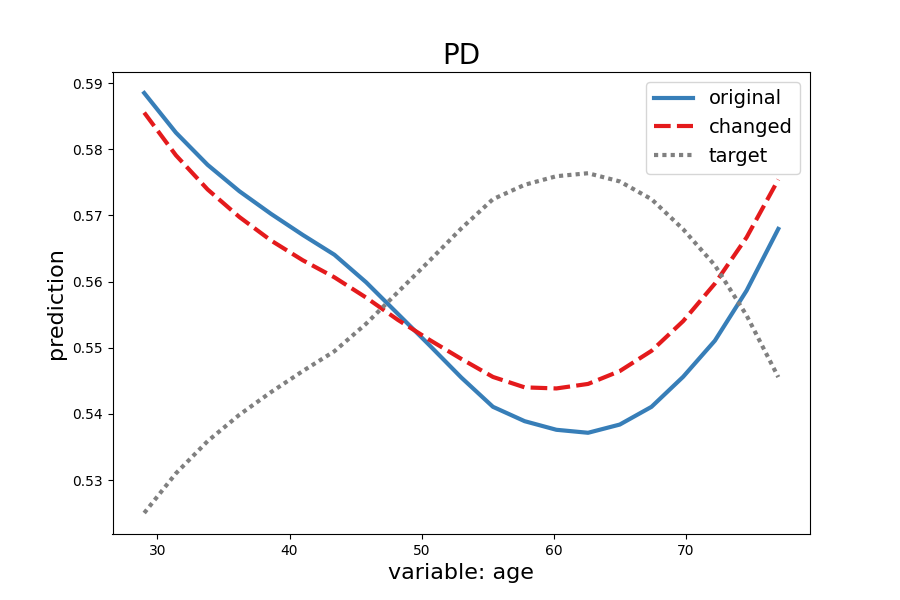 PD
original
changed
target
prediction
0.59
0.58
0.57
0.56
0.55
0.54
0.53
30 40 50 60 70
variable: age